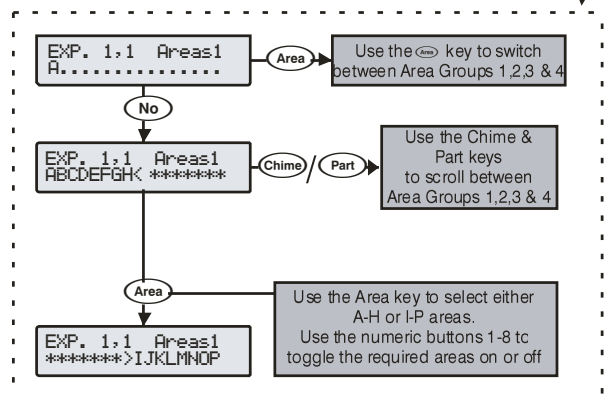 EXP. 1,1 Areas1
A...............
Area
Use the Area key to switch
between Area Groups 1,2,3 & 4
No
EXP. 1,1 Areas1
ABCDEFGH< *******
Chime / Part
Use the Chime &
Part keys
to scroll between
Area Groups 1,2,3 & 4
Area
Use the Area key to select either
A-H or I-P areas.
Use the numeric buttons 1-8 to
toggle the required areas on or off
EXP. 1,1 Areas1
*******>IJKLMNOP